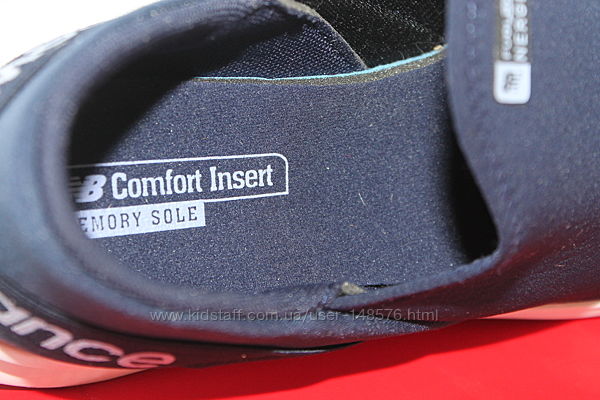 NB Comfort Insert
EMORY SOLE
www.kidstaff.com.ua/user-148576.html
ance